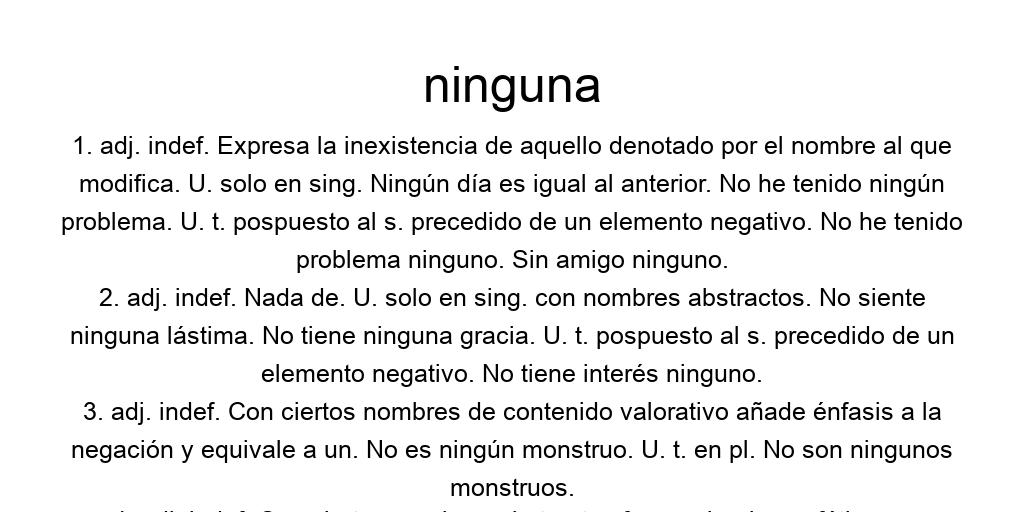 ninguna
1. adj. indef. Expresa la inexistencia de aquello denotado por el nombre al que
modifica. U. solo en sing. Ningún día es igual al anterior. No he tenido ningún
problema. U. t. pospuesto al s. precedido de un elemento negativo. No he tenido
problema ninguno. Sin amigo ninguno.
2. adj. indef. Nada de. U. solo en sing. con nombres abstractos. No siente
ninguna lástima. No tiene ninguna gracia. U. t. pospuesto al s. precedido de un
elemento negativo. No tiene interés ninguno.
3. adj. indef. Con ciertos nombres de contenido valorativo añade énfasis a la
negación y equivale a un. No es ningún monstruo. U. t. en pl. No son ningunos
monstruos.